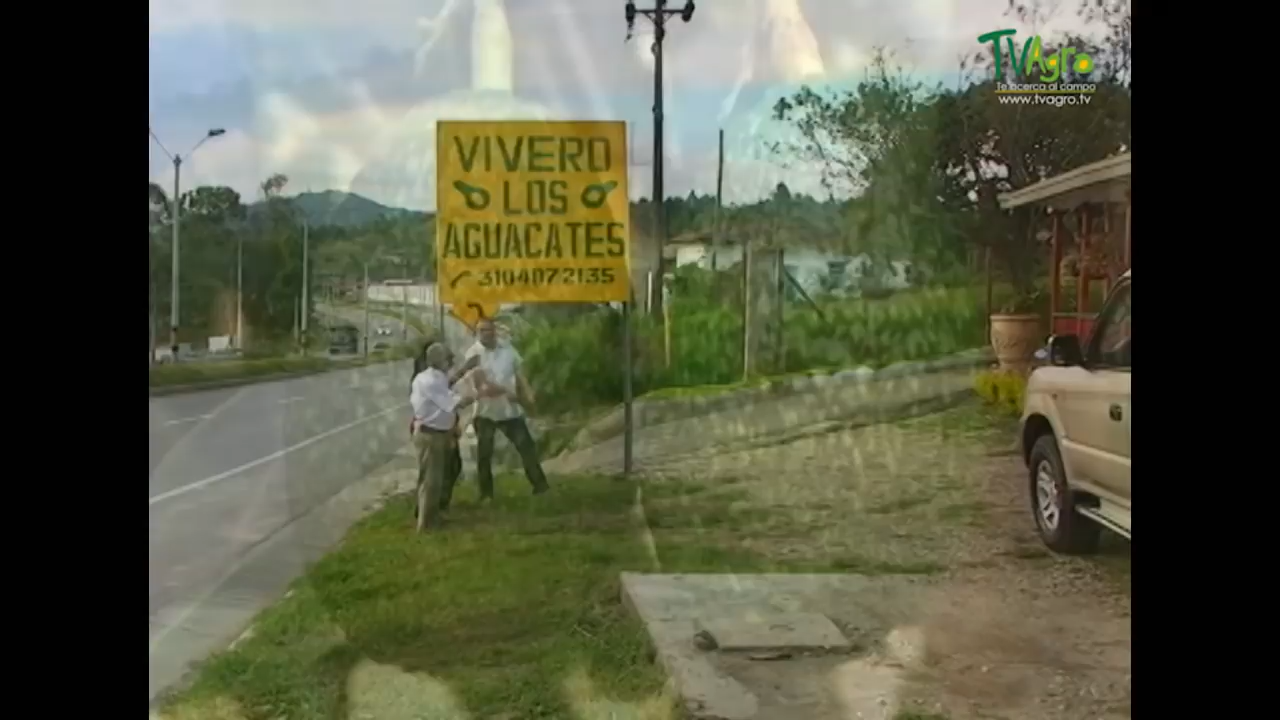 TVAgro
Te acerca al campo
www.tvagro.tv
VIVERO
LOS
AGUACATES
3104072135